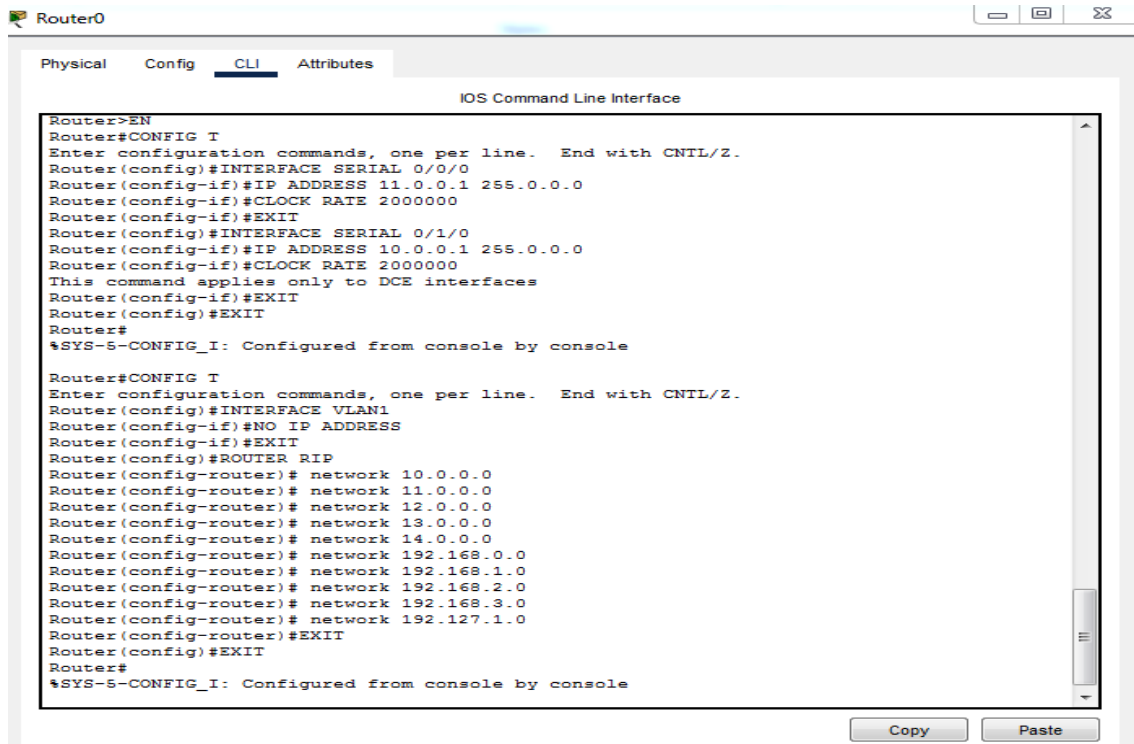 Router0
Physical Config CLI Attributes
IOS Command Line Interface
Router>EN
Router#CONFIG T
Enter configuration commands, one per line.  End with CNTL/Z.
Router(config)#INTERFACE SERIAL 0/0/0
Router(config-if)#IP ADDRESS 11.0.0.1 255.0.0.0
Router(config-if)#CLOCK RATE 2000000
Router(config-if)#EXIT
Router(config)#INTERFACE SERIAL 0/1/0
Router(config-if)#IP ADDRESS 10.0.0.1 255.0.0.0
Router(config-if)#CLOCK RATE 2000000
This command applies only to DCE interfaces
Router(config-if)#EXIT
Router(config)#EXIT
Router#
%SYS-5-CONFIG_I: Configured from console by console
Router#CONFIG T
Enter configuration commands, one per line.  End with CNTL/Z.
Router(config)#INTERFACE VLAN1
Router(config-if)#NO IP ADDRESS
Router(config-if)#EXIT
Router(config)#ROUTER RIP
Router(config-router)# network 10.0.0.0
Router(config-router)# network 11.0.0.0
Router(config-router)# network 12.0.0.0
Router(config-router)# network 13.0.0.0
Router(config-router)# network 14.0.0.0
Router(config-router)# network 192.168.0.0
Router(config-router)# network 192.168.1.0
Router(config-router)# network 192.168.2.0
Router(config-router)# network 192.168.3.0
Router(config-router)# network 192.127.1.0
Router(config-router)#EXIT
Router(config)#EXIT
Router#
%SYS-5-CONFIG_I: Configured from console by console
Copy Paste